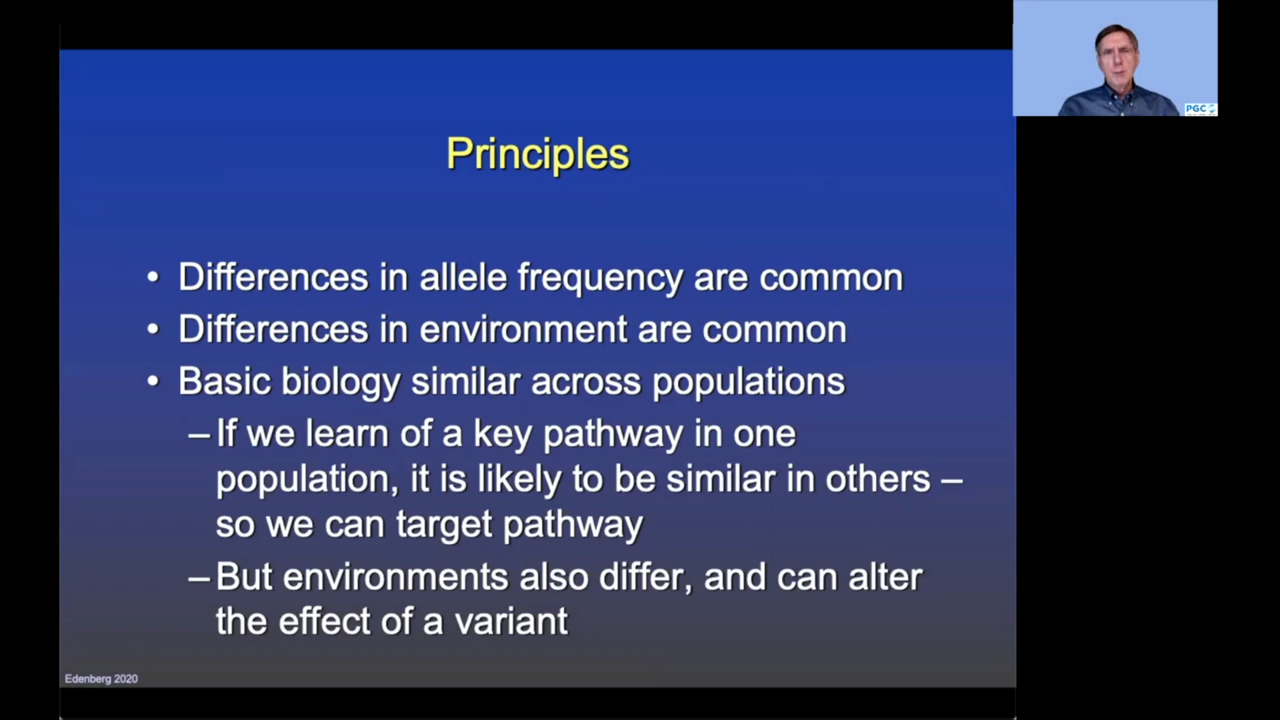 PGC
Principles
• Differences in allele frequency are common
• Differences in environment are common
• Basic biology similar across populations
– If we learn of a key pathway in one
population, it is likely to be similar in others –
so we can target pathway
– But environments also differ, and can alter
the effect of a variant
Edenberg 2020